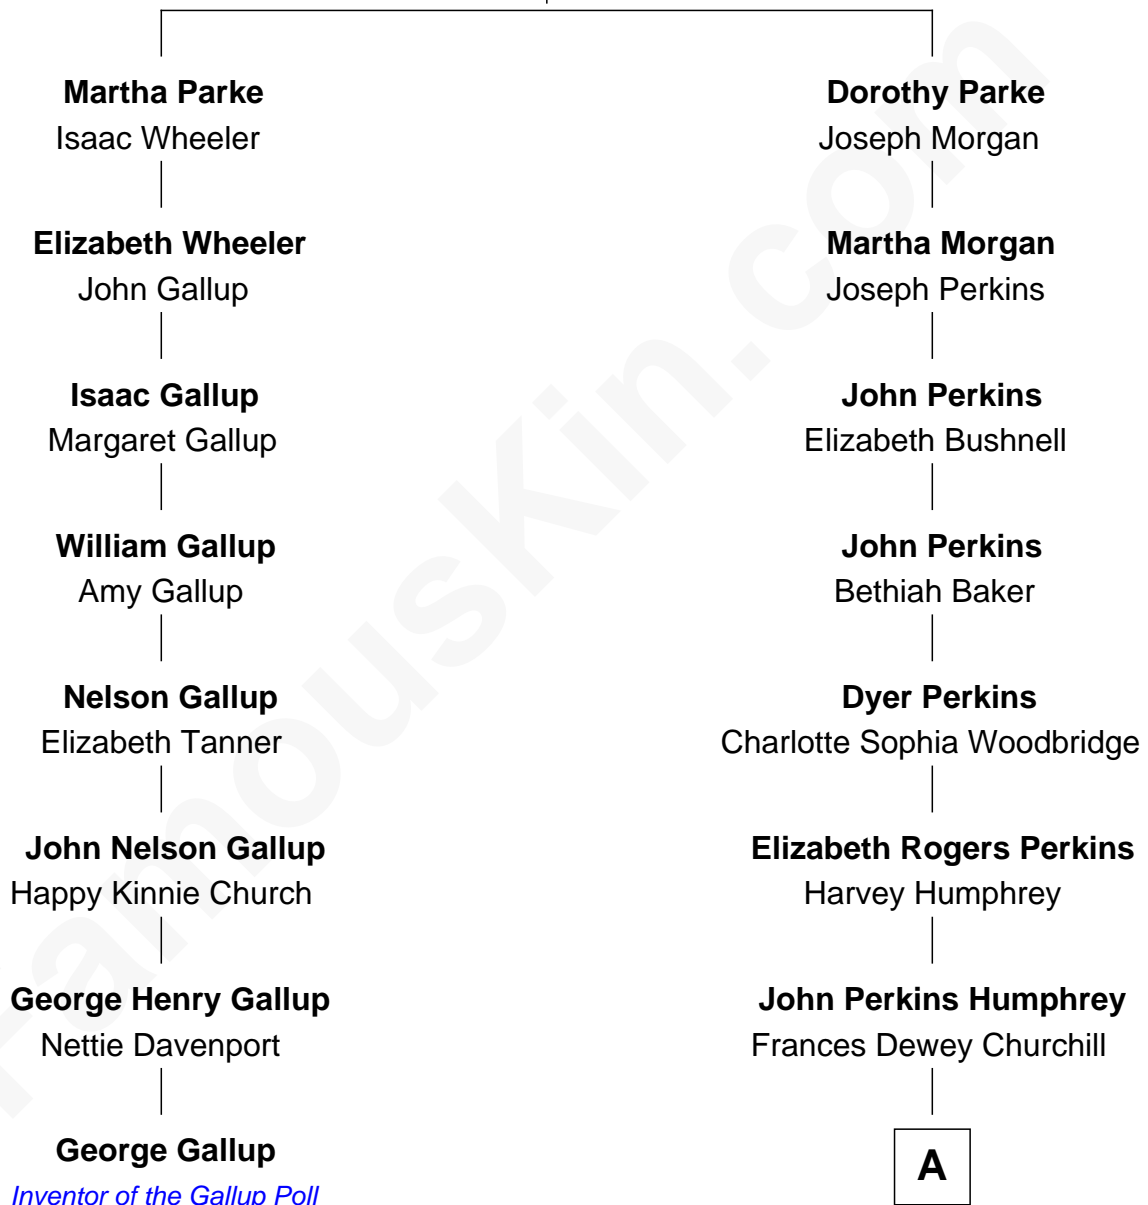 Martha Parke
Isaac Wheeler
Dorothy Parke
Joseph Morgan
Elizabeth Wheeler
John Gallup
Martha Morgan
Joseph Perkins
Isaac Gallup
Margaret Gallup
John Perkins
Elizabeth Bushnell
William Gallup
Amy Gallup
John Perkins
Bethiah Baker
Nelson Gallup
Elizabeth Tanner
Dyer Perkins
Charlotte Sophia Woodbridge
John Nelson Gallup
Happy Kinnie Church
Elizabeth Rogers Perkins
Harvey Humphrey
George Henry Gallup
Nettie Davenport
John Perkins Humphrey
Frances Dewey Churchill
George Gallup
Inventor of the Gallup Poll
A
FamousKin.com